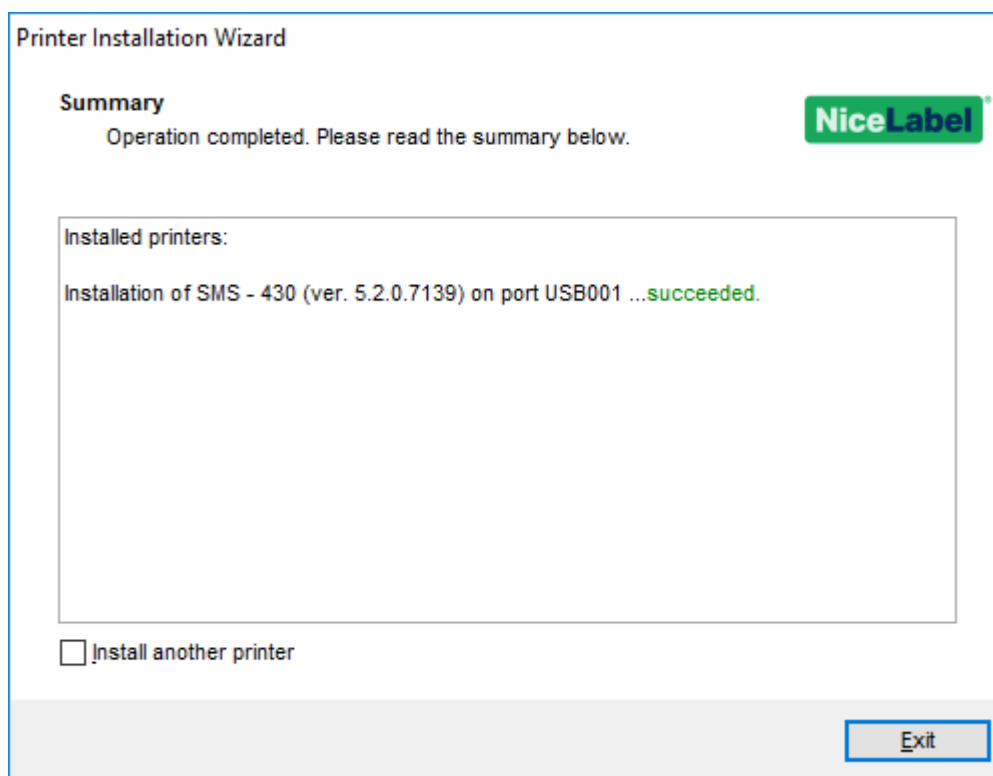 Printer Installation Wizard
Summary
Operation completed. Please read the summary below.
NiceLabel®
Installed printers:
Installation of SMS - 430 (ver. 5.2.0.7139) on port USB001 ...succeeded.
Install another printer
Exit